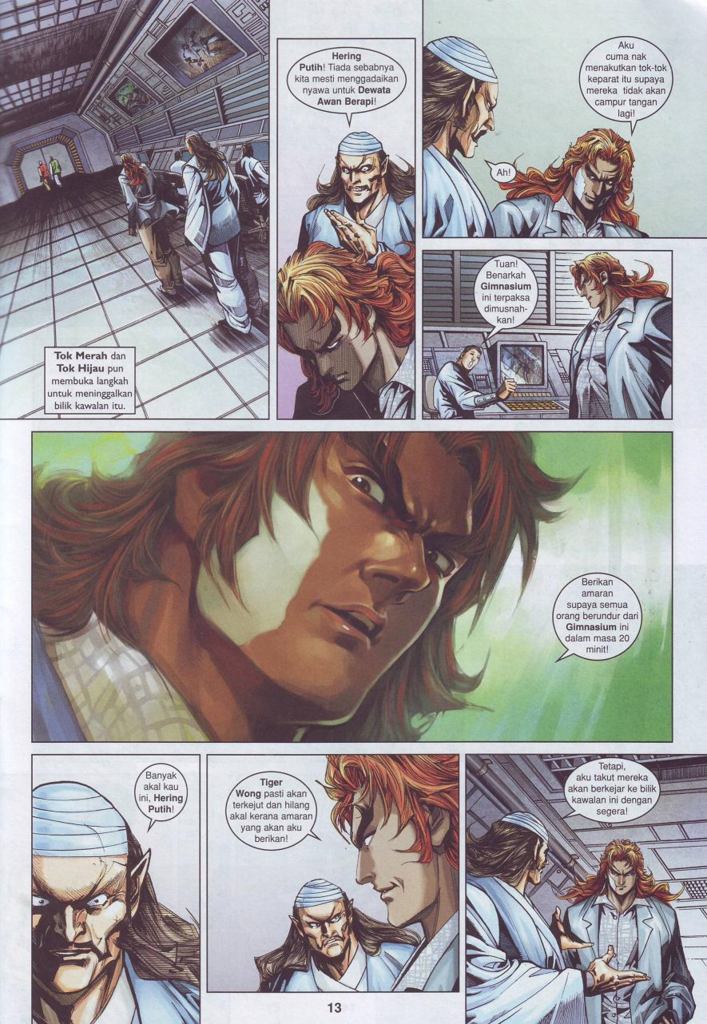 Tok Merah dan
Tok Hijau pun
membuka langkah
untuk meninggalkan
bilik kawalan itu.
Hering
Putih! Tiada sebabnya
kita mesti menggadaikan
nyawa untuk Dewata
Awan Berapi!
Aku
cuma nak
menakutkan tok-tok
keparat itu supaya
mereka tidak akan
campur tangan
lagi!
Ah!
Tuan!
Benarkah
Gimnasium
ini terpaksa
dimusnah-
kan!
Berikan
amaran
supaya semua
orang berundur dari
Gimnasium ini
dalam masa 20
minit!
Banyak
akal kau
ini, Hering
Putih!
Tiger
Wong pasti akan
terkejut dan hilang
akal kerana amaran
yang akan aku
berikan!
Tetapi,
aku takut mereka
akan berkejar ke bilik
kawalan ini dengan
segera!
13